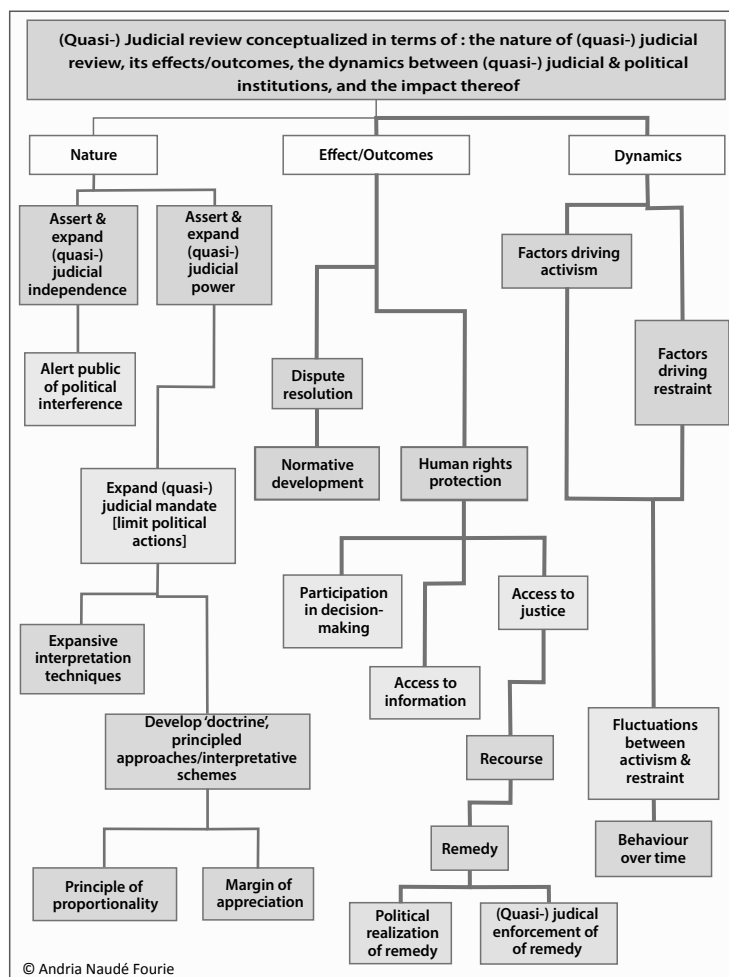 (Quasi-) Judicial review conceptualized in terms of : the nature of (quasi-) judicial
review, its effects/outcomes, the dynamics between (quasi-) judicial & political
institutions, and the impact thereof
Nature
Effect/Outcomes
Dynamics
Assert &
expand
(quasi-)
judicial
independence
Assert &
expand
(quasi-)
judicial
power
Factors driving
activism
Alert public
of political
interference
Dispute
resolution
Factors
driving
restraint
Expand (quasi-)
judicial mandate
[limit political
actions]
Normative
development
Human rights
protection
Participation
in decision-
making
Access to
justice
Expansive
interpretation
techniques
Access to
information
Develop ‘doctrine’,
principled
approaches/interpretative
schemes
Recourse
Fluctuations
between
activism &
restraint
Remedy
Behaviour
over time
Principle of
proportionality
Margin of
appreciation
Political
realization
of remedy
(Quasi-) judical
enforcement of
of remedy
© Andria Naudé Fourie